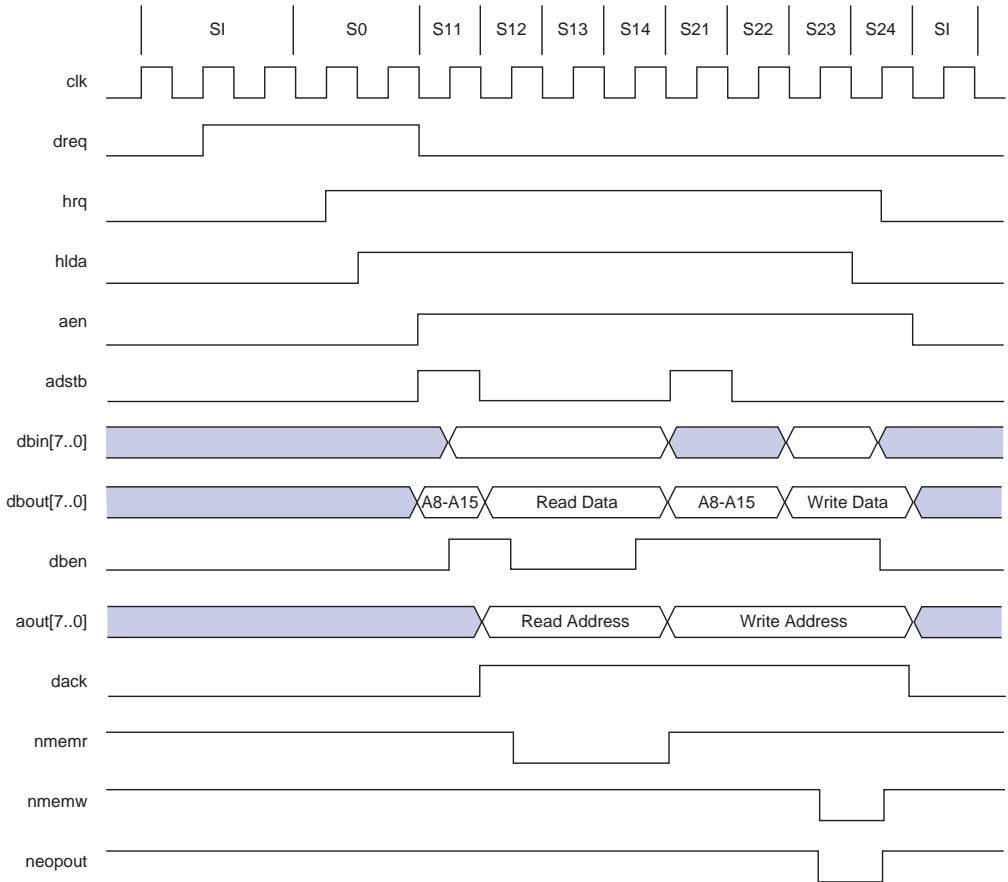 SI S0 S11 S12 S13 S14 S21 S22 S23 S24 SI
clk
dreq
hrq
hlda
aen
adstb
dbin[7..0]
dbout[7..0] A8-A15 Read Data A8-A15 Write Data
dben
aout[7..0] Read Address Write Address
dack
nmemr
nmemw
neopout